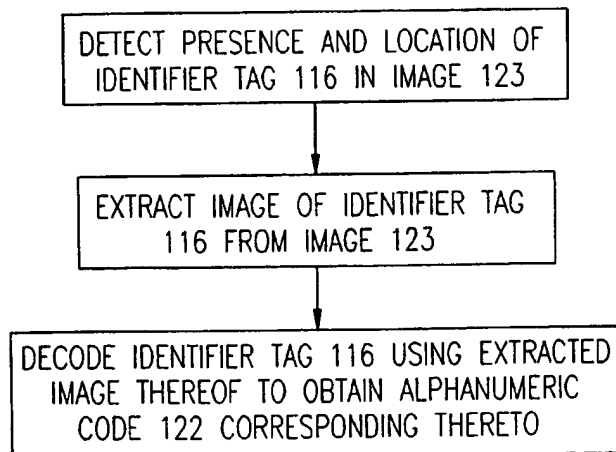 DETECT PRESENCE AND LOCATION OF
IDENTIFIER TAG 116 IN IMAGE 123
EXTRACT IMAGE OF IDENTIFIER TAG
116 FROM IMAGE 123
DECODE IDENTIFIER TAG 116 USING EXTRACTED
IMAGE THEREOF TO OBTAIN ALPHANUMERIC
CODE 122 CORRESPONDING THERETO